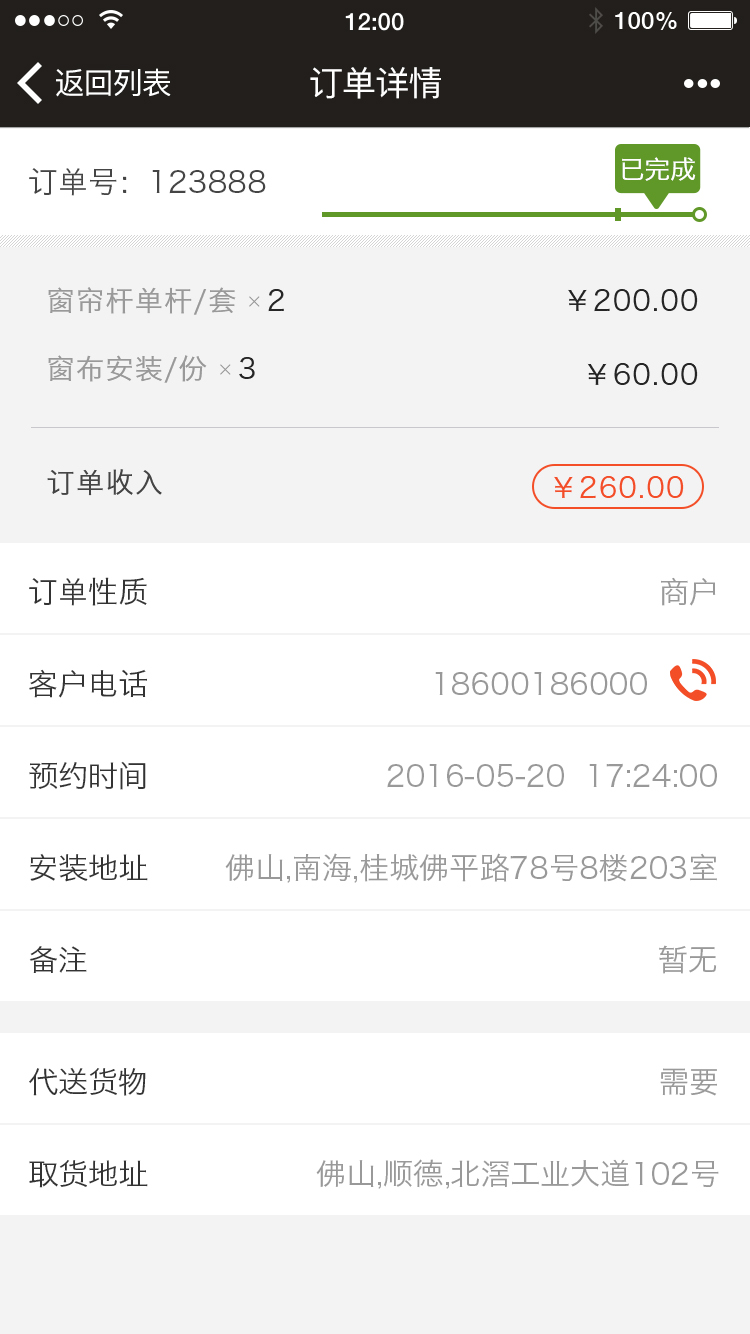 12:00 100%
返回列表 订单详情
已完成
订单号：123888
窗帘杆单杆/套 × 2 ￥200.00
窗布安装/份 × 3 ￥60.00
订单收入 ￥260.00
订单性质 商户
客户电话 18600186000
预约时间 2016-05-20 17:24:00
安装地址 佛山,南海,桂城佛平路78号8楼203室
备注 暂无
代送货物 需要
取货地址 佛山,顺德,北滘工业大道102号